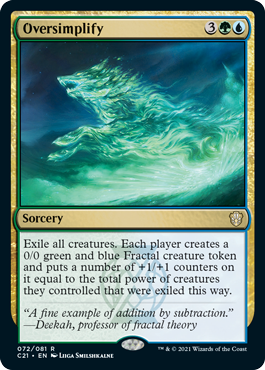 Oversimplify 3
Sorcery
Exile all creatures. Each player creates a
0/0 green and blue Fractal creature token
and puts a number of +1/+1 counters on
it equal to the total power of creatures
they controlled that were exiled this way.
“A fine example of addition by subtraction.”
—Deekah, professor of fractal theory
072/081 R
C21 • EN LIIGA SMILSHKALNE
™ & © 2021 Wizards of the Coast